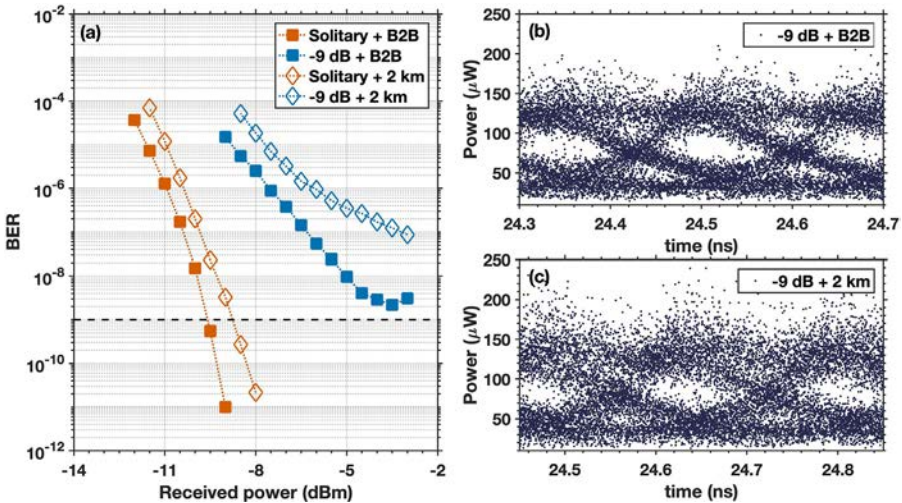 (a)
Solitary + B2B
-9 dB + B2B
Solitary + 2 km
-9 dB + 2 km
10-2
10-4
10-6
10-8
10-10
10-12
BER
-14 -11 -8 -5 -2
Received power (dBm)
(b)
-9 dB + B2B
250
200
150
100
50
Power (μW)
24.3 24.4 24.5 24.6 24.7
time (ns)
(c)
-9 dB + 2 km
250
200
150
100
50
Power (μW)
24.5 24.6 24.7 24.8
time (ns)